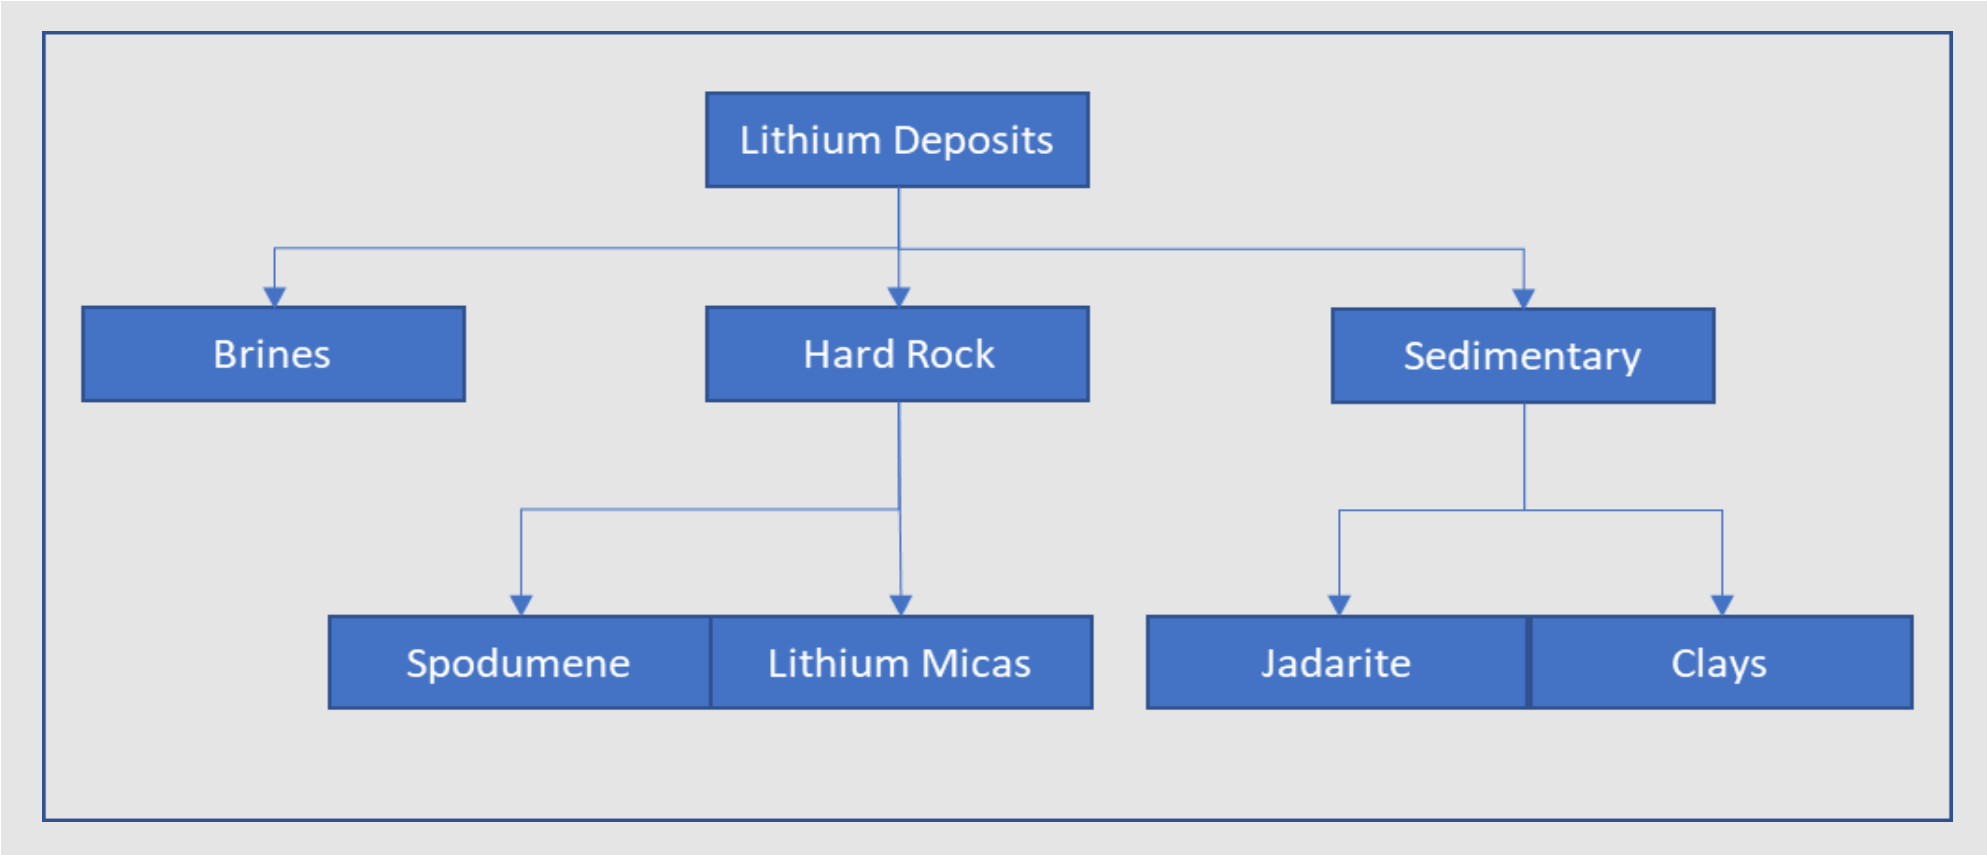 Lithium Deposits
Brines
Hard Rock
Sedimentary
Spodumene
Lithium Micas
Jadarite
Clays